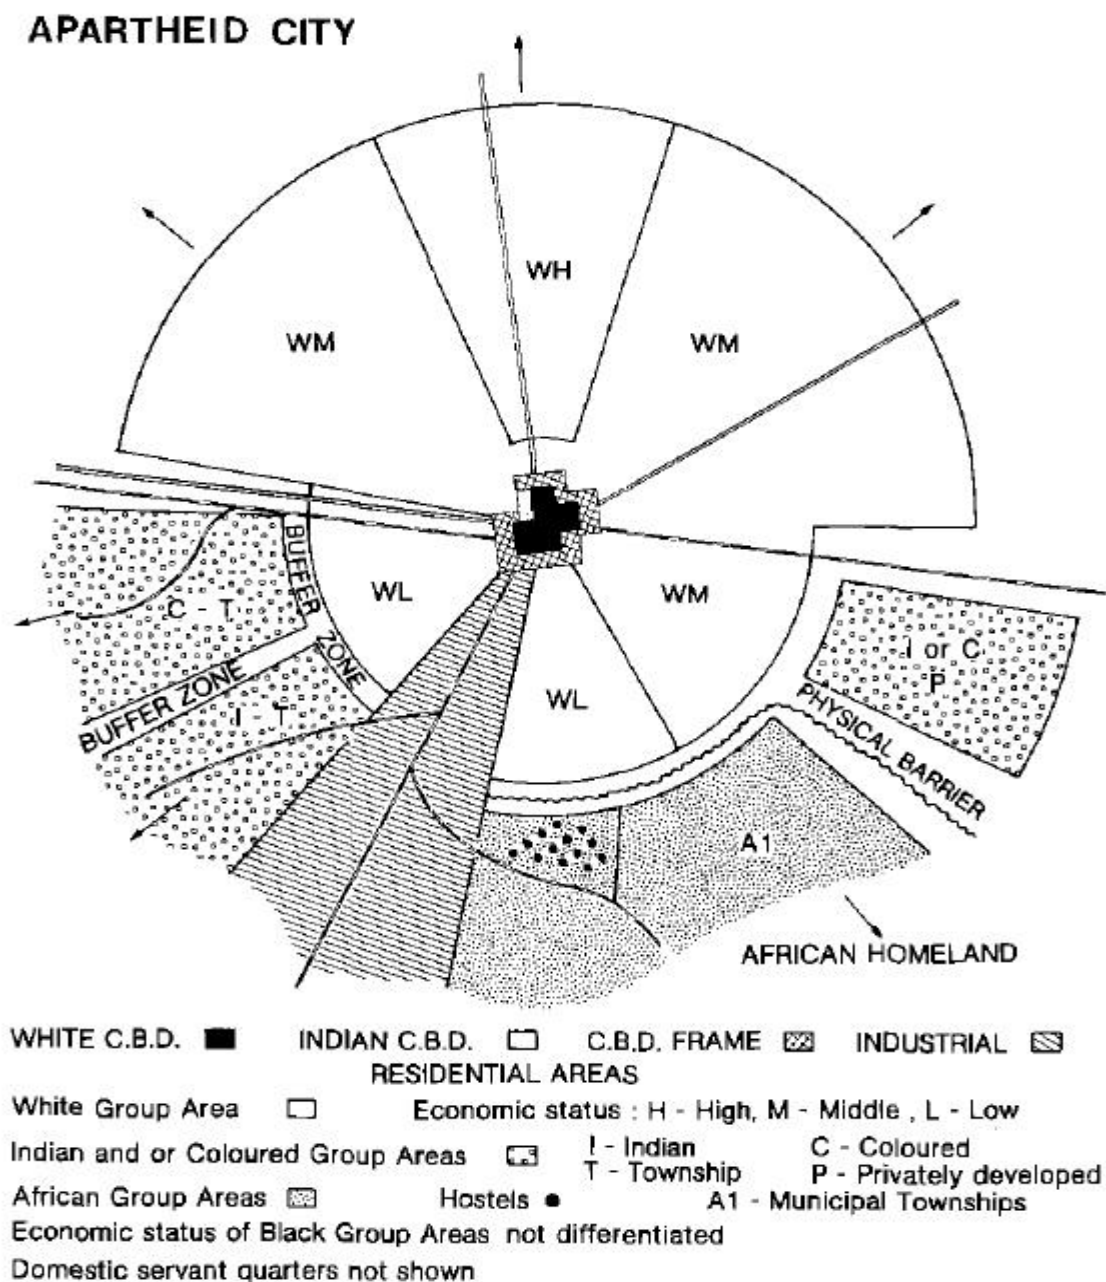 APARTHEID CITY
WH
WM
WM
BUFFER ZONE
WL
WM
C - T
I or C
P
BUFFER ZONE
I - T
WL
PHYSICAL BARRIER
A1
AFRICAN HOMELAND
WHITE C.B.D. INDIAN C.B.D. C.B.D. FRAME INDUSTRIAL
RESIDENTIAL AREAS
White Group Area Economic status : H - High, M - Middle , L - Low
Indian and or Coloured Group Areas I - Indian C - Coloured
T - Township P - Privately developed
African Group Areas Hostels A1 - Municipal Townships
Economic status of Black Group Areas not differentiated
Domestic servant quarters not shown